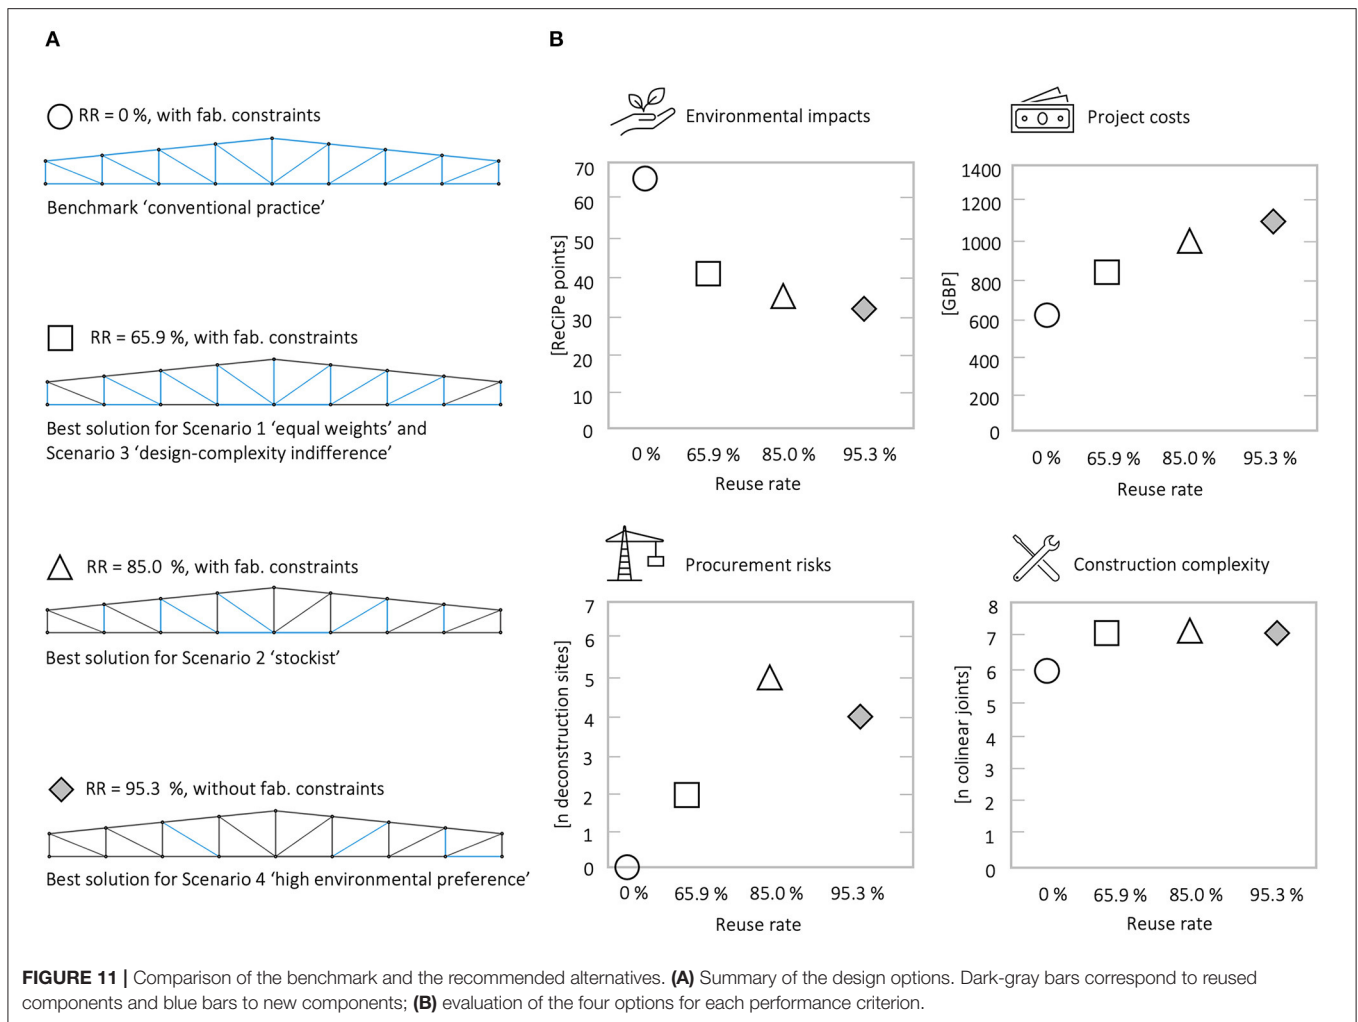 A
RR = 0 %, with fab. constraints
Benchmark ‘conventional practice’
RR = 65.9 %, with fab. constraints
Best solution for Scenario 1 ‘equal weights’ and
Scenario 3 ‘design-complexity indifference’
RR = 85.0 %, with fab. constraints
Best solution for Scenario 2 ‘stockist’
RR = 95.3 %, without fab. constraints
Best solution for Scenario 4 ‘high environmental preference’
B
Environmental impacts
[ReCiPe points]
70
60
50
40
30
20
10
0
0 % 65.9 % 85.0 % 95.3 %
Reuse rate
Project costs
[GBP]
1400
1200
1000
800
600
400
200
0
0 % 65.9 % 85.0 % 95.3 %
Reuse rate
Procurement risks
[n deconstruction sites]
7
6
5
4
3
2
1
0
0 % 65.9 % 85.0 % 95.3 %
Reuse rate
Construction complexity
[n colinear joints]
8
7
6
5
4
3
2
1
0
0 % 65.9 % 85.0 % 95.3 %
Reuse rate
FIGURE 11 | Comparison of the benchmark and the recommended alternatives. (A) Summary of the design options. Dark-gray bars correspond to reused
components and blue bars to new components; (B) evaluation of the four options for each performance criterion.